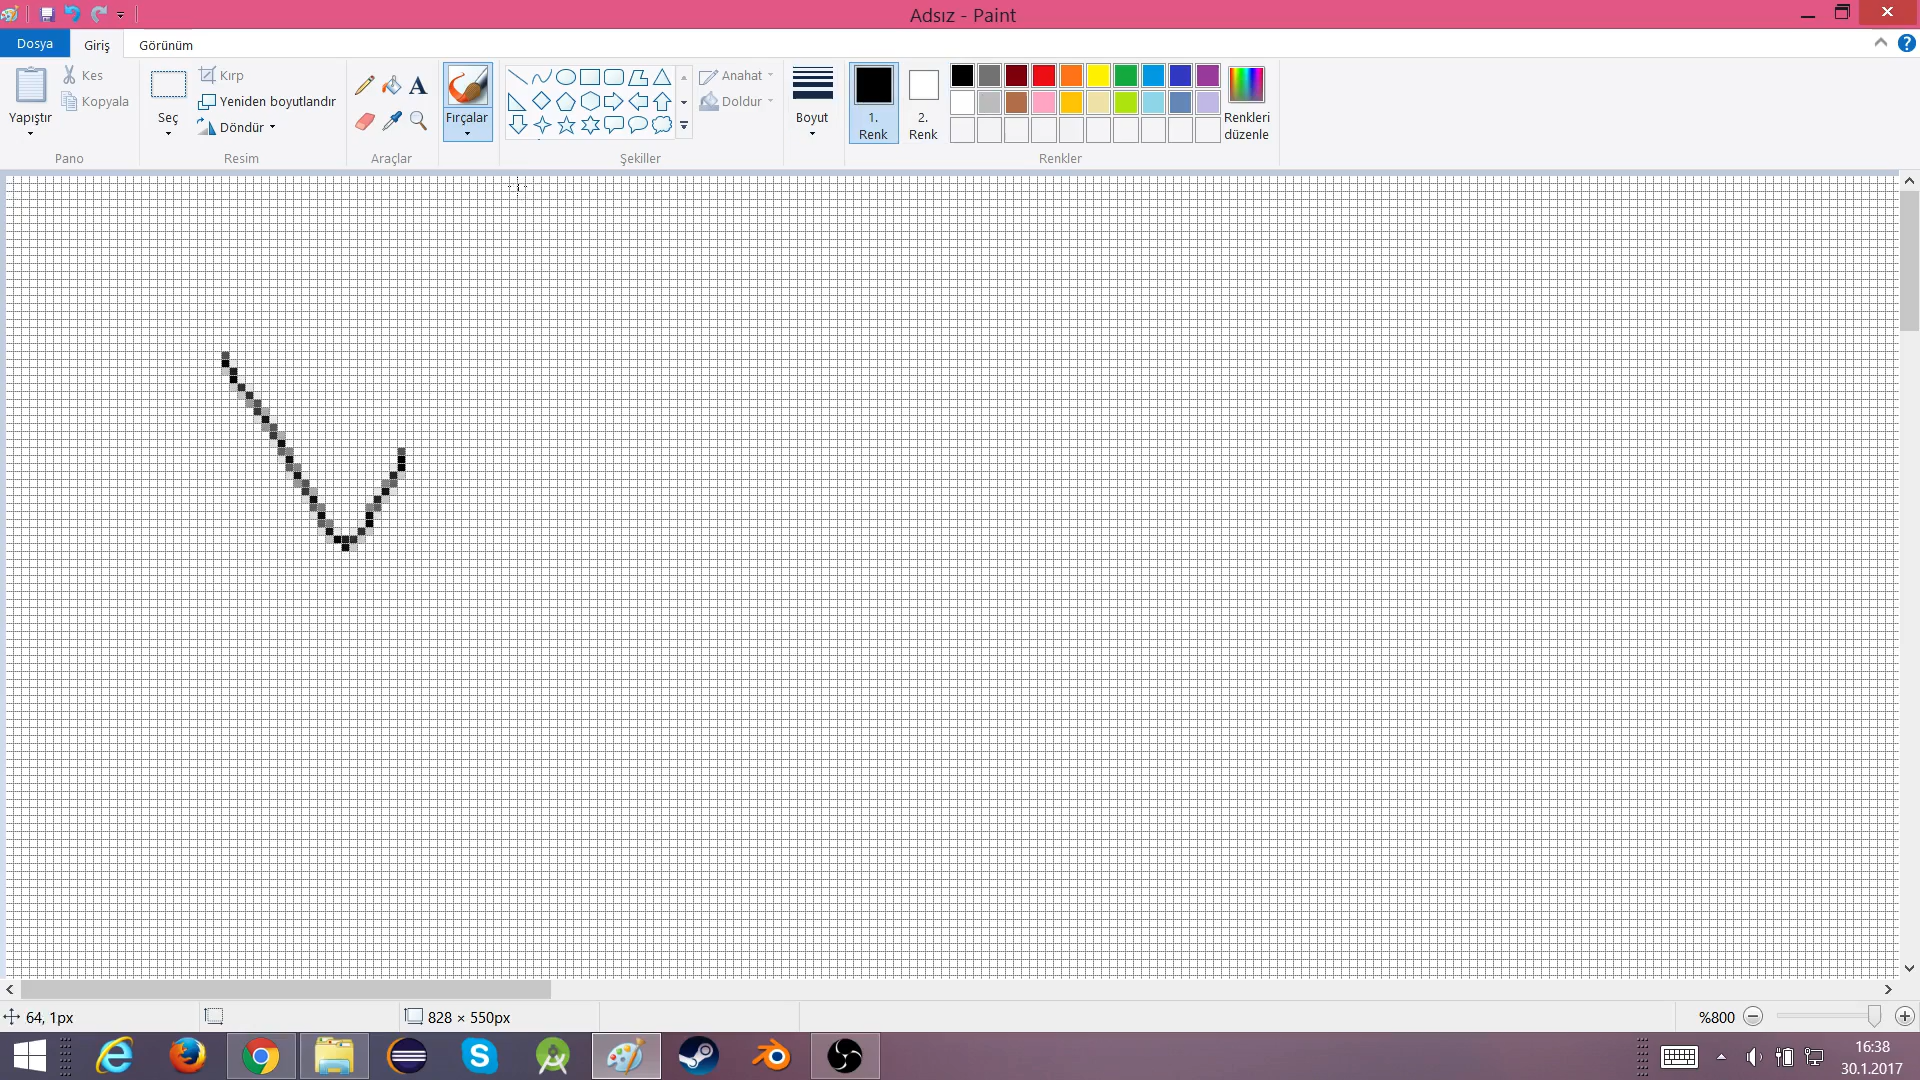 Adsız - Paint
Dosya Giriş Görünüm
Yapıştır
Kes
Kopyala
Pano
Seç
Kırp
Yeniden boyutlandır
Döndür
Resim
A
Araçlar
Fırçalar
Anahat
Doldur
Şekiller
Boyut
1.
Renk
2.
Renk
Renkleri
düzenle
Renkler
64, 1px
828 × 550px
%800
16:38
30.1.2017